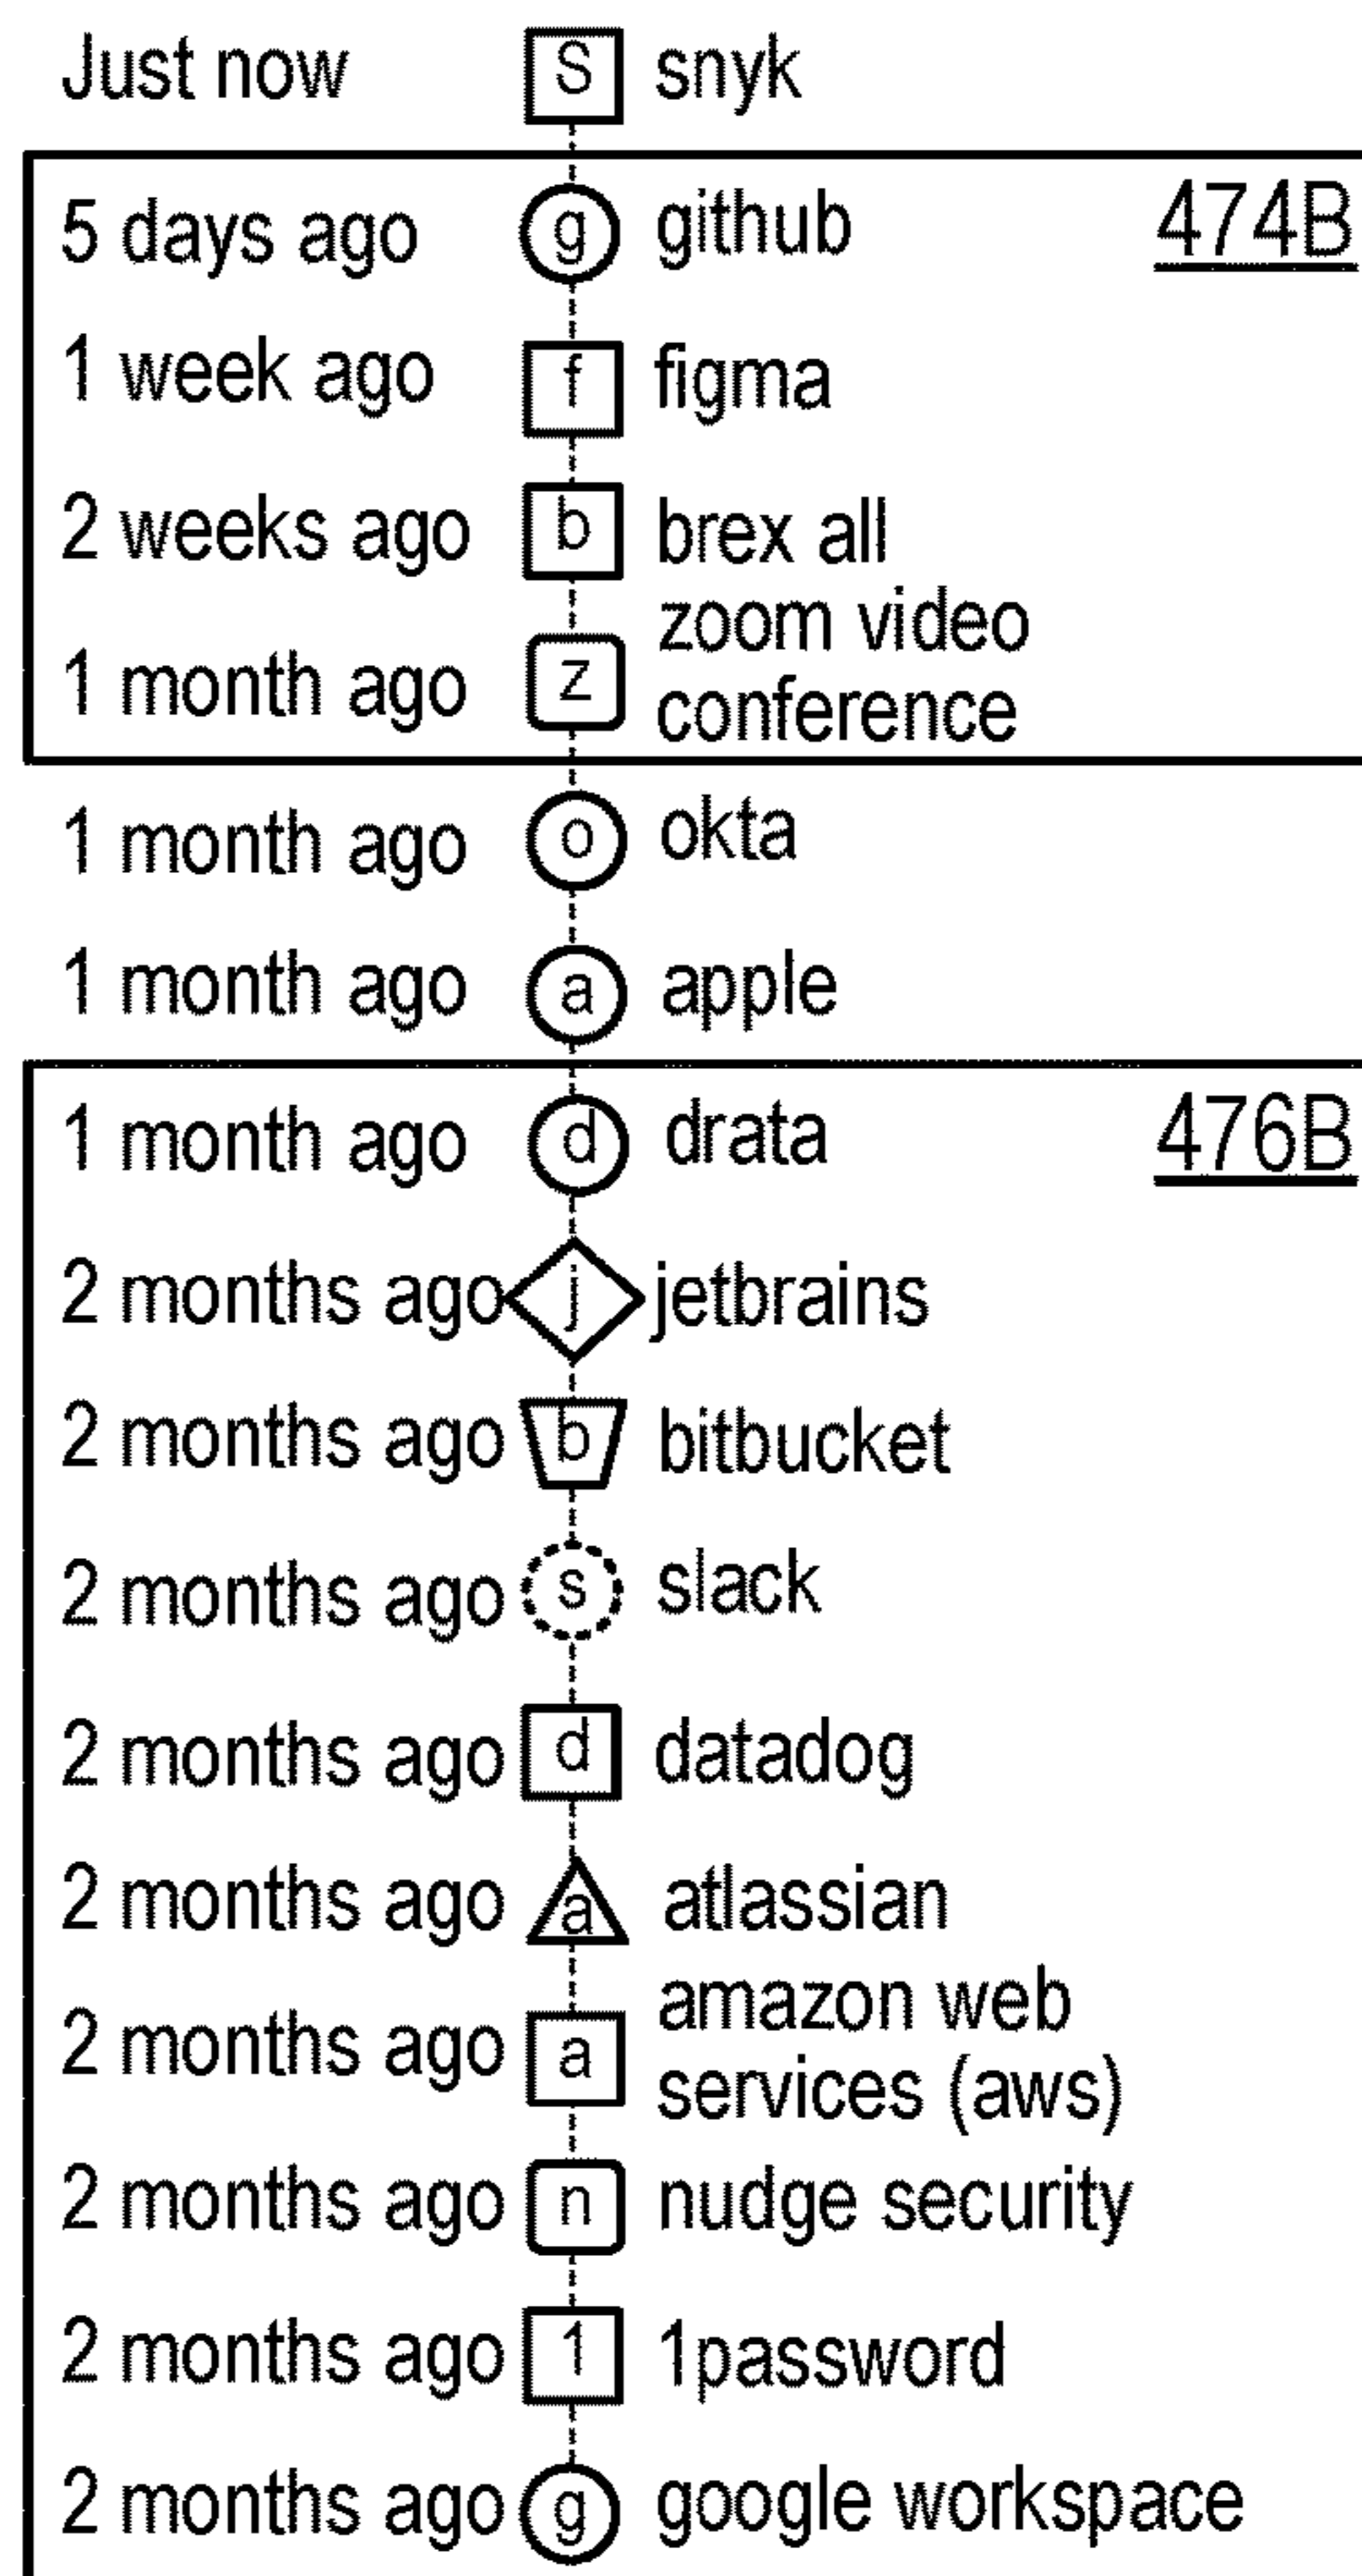 Just now S snyk
5 days ago g github 474B
1 week ago f figma
2 weeks ago b brex all
1 month ago z zoom video
conference
1 month ago o okta
1 month ago a apple
1 month ago d drata 476B
2 months ago j jetbrains
2 months ago b bitbucket
2 months ago s slack
2 months ago d datadog
2 months ago a atlassian
2 months ago a amazon web
services (aws)
2 months ago n nudge security
2 months ago 1 1password
2 months ago g google workspace